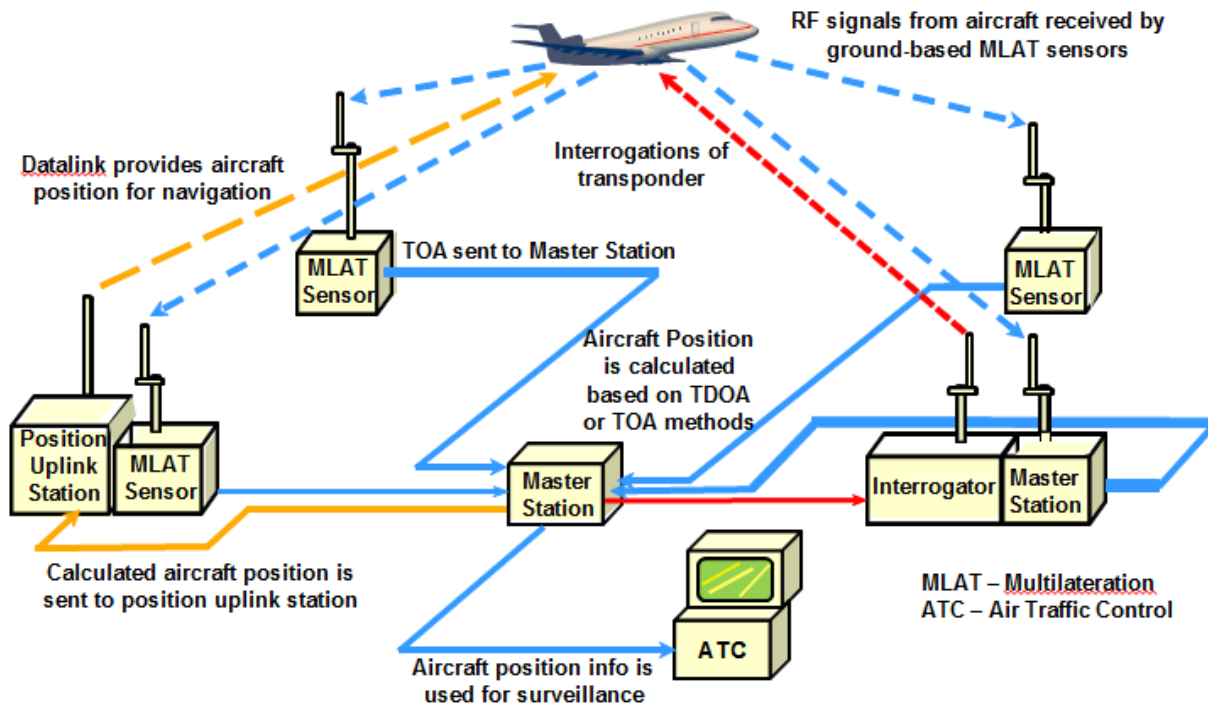 RF signals from aircraft received by
ground-based MLAT sensors
Datalink provides aircraft
position for navigation
Interrogations of
transponder
MLAT
Sensor
TOA sent to Master Station
MLAT
Sensor
Aircraft Position
is calculated
based on TDOA
or TOA methods
Position
Uplink
Station
MLAT
Sensor
Master
Station
Interrogator
Master
Station
Calculated aircraft position is
sent to position uplink station
MLAT – Multilateration
ATC – Air Traffic Control
ATC
Aircraft position info is
used for surveillance